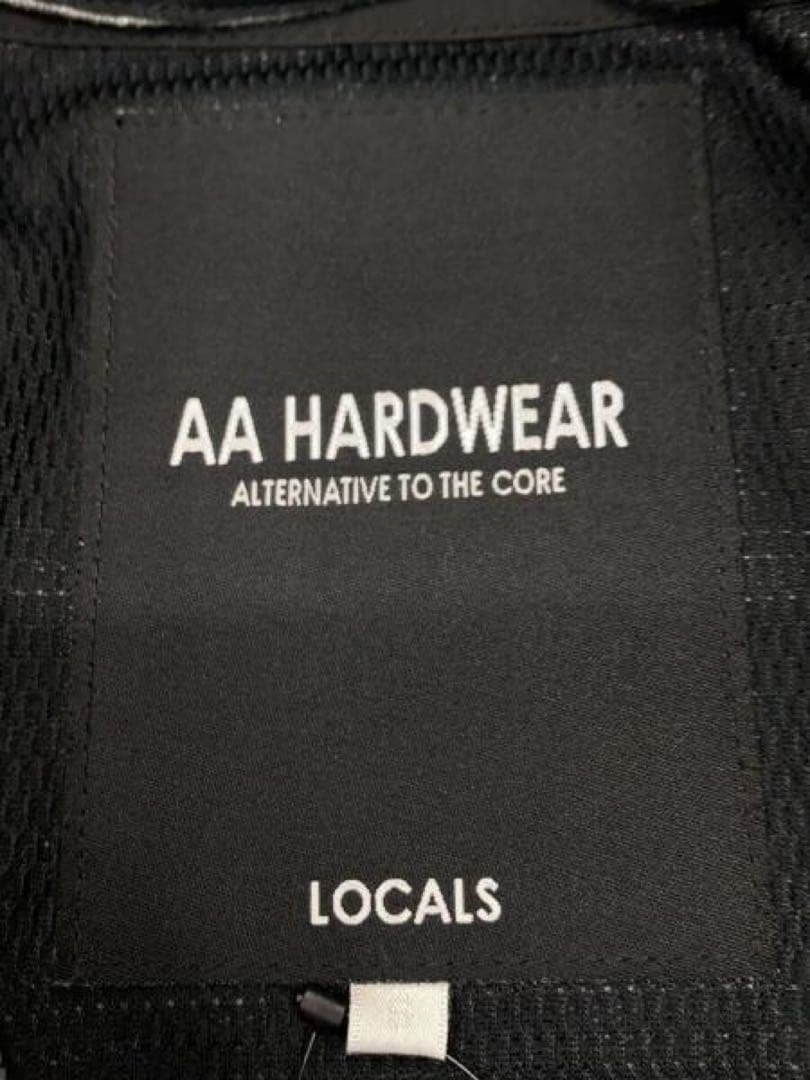 AA HARDWEAR
ALTERNATIVE TO THE CORE
LOCALS